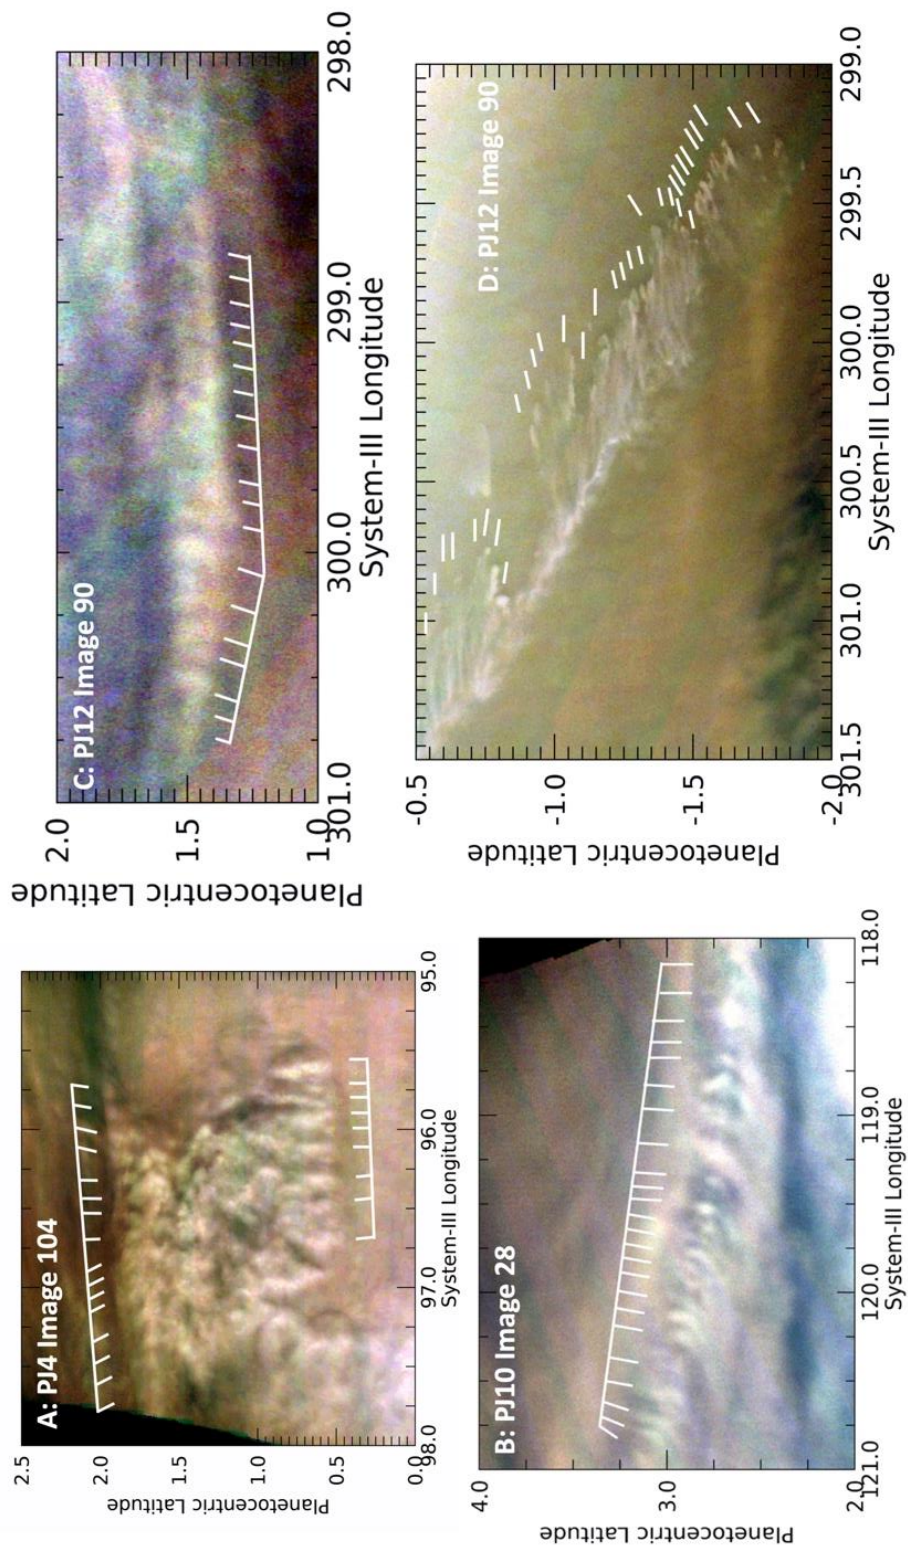 A: PJ4 Image 104
2.5
2.0
1.5
1.0
0.5
0.0
Planetocentric Latitude
98.0
97.0
96.0
95.0
System-III Longitude
C: PJ12 Image 90
2.0
1.5
1.0
Planetocentric Latitude
301.0
300.0
299.0
298.0
System-III Longitude
B: PJ10 Image 28
4.0
3.0
2.0
Planetocentric Latitude
121.0
120.0
119.0
118.0
System-III Longitude
D: PJ12 Image 90
-0.5
-1.0
-1.5
-2.0
Planetocentric Latitude
301.5
301.0
300.5
300.0
299.5
299.0
System-III Longitude